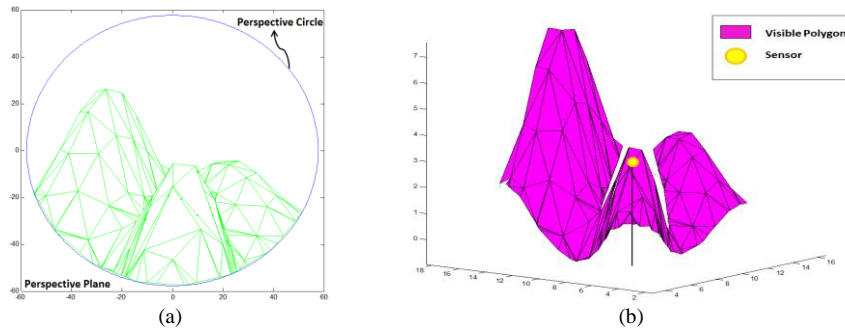 Perspective Circle
60
40
20
0
-20
-40
-60
Perspective Plane
-60 -40 -20 0 20 40 60
(a)
Visible Polygon
Sensor
7
6
5
4
3
2
1
0
18 16 14 12 10 8 6 4 2
4 6 8 10 12 14 16
(b)